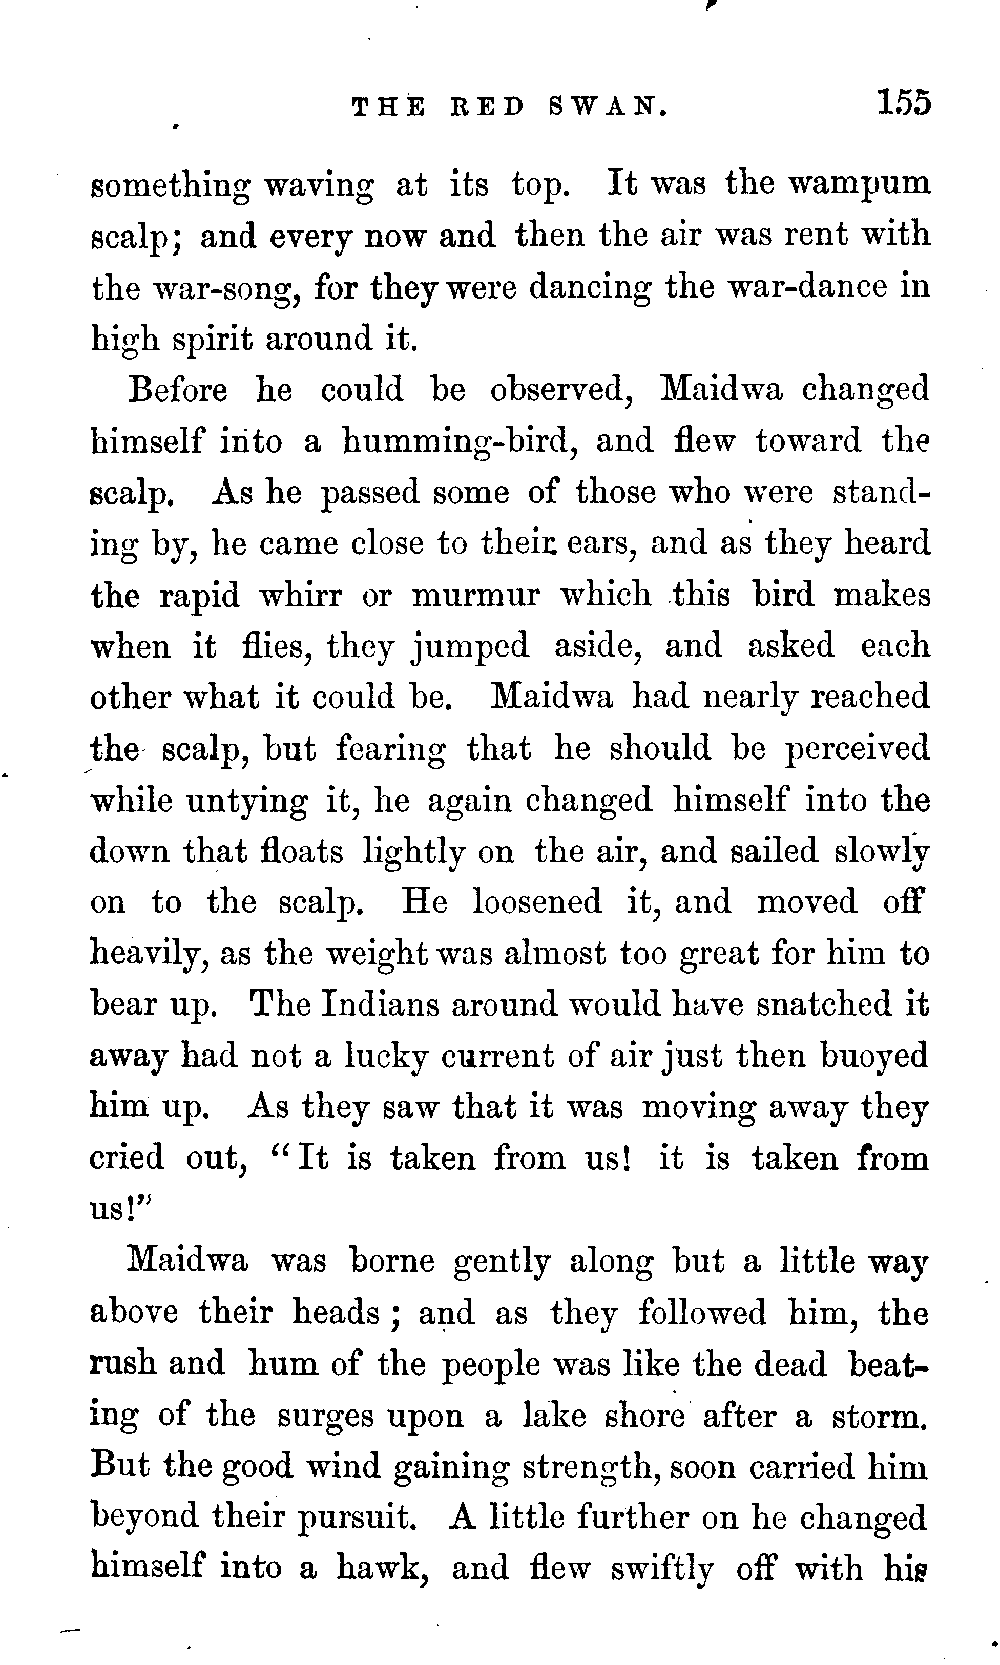 THE RED SWAN. 155
something waving at its top. It was the wampum
scalp; and every now and then the air was rent with
the war-song, for they were dancing the war-dance in
high spirit around it.
Before he could be observed, Maidwa changed
himself into a humming-bird, and flew toward the
scalp. As he passed some of those who were stand-
ing by, he came close to their ears, and as they heard
the rapid whirr or murmur which this bird makes
when it flies, they jumped aside, and asked each
other what it could be. Maidwa had nearly reached
the scalp, but fearing that he should be perceived
while untying it, he again changed himself into the
down that floats lightly on the air, and sailed slowly
on to the scalp. He loosened it, and moved off
heavily, as the weight was almost too great for him to
bear up. The Indians around would have snatched it
away had not a lucky current of air just then buoyed
him up. As they saw that it was moving away they
cried out, "It is taken from us! it is taken from
us!"
Maidwa was borne gently along but a little way
above their heads; and as they followed him, the
rush and hum of the people was like the dead beat-
ing of the surges upon a lake shore after a storm.
But the good wind gaining strength, soon carried him
beyond their pursuit. A little further on he changed
himself into a hawk, and flew swiftly off with his